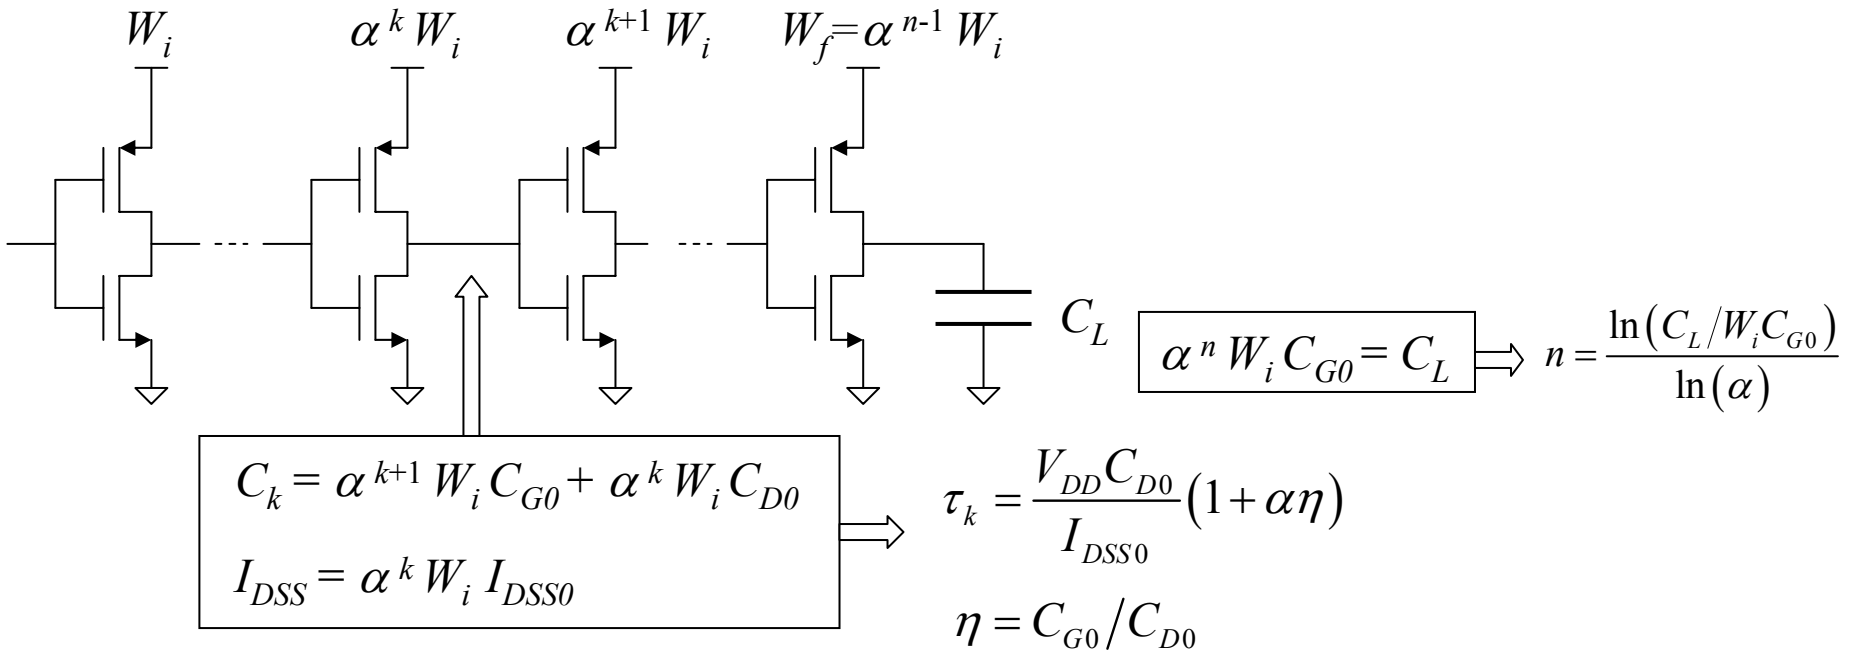 W_i α^k W_i α^{k+1} W_i W_f=α^{n-1} W_i
C_L
α^n W_i C_{G0} = C_L
n = ln(C_L/W_iC_{G0}) / ln(α)
C_k = α^{k+1} W_i C_{G0} + α^k W_i C_{D0}
I_{DSS} = α^k W_i I_{DSS0}
τ_k = V_{DD}C_{D0} / I_{DSS0} (1 + αη)
η = C_{G0}/C_{D0}